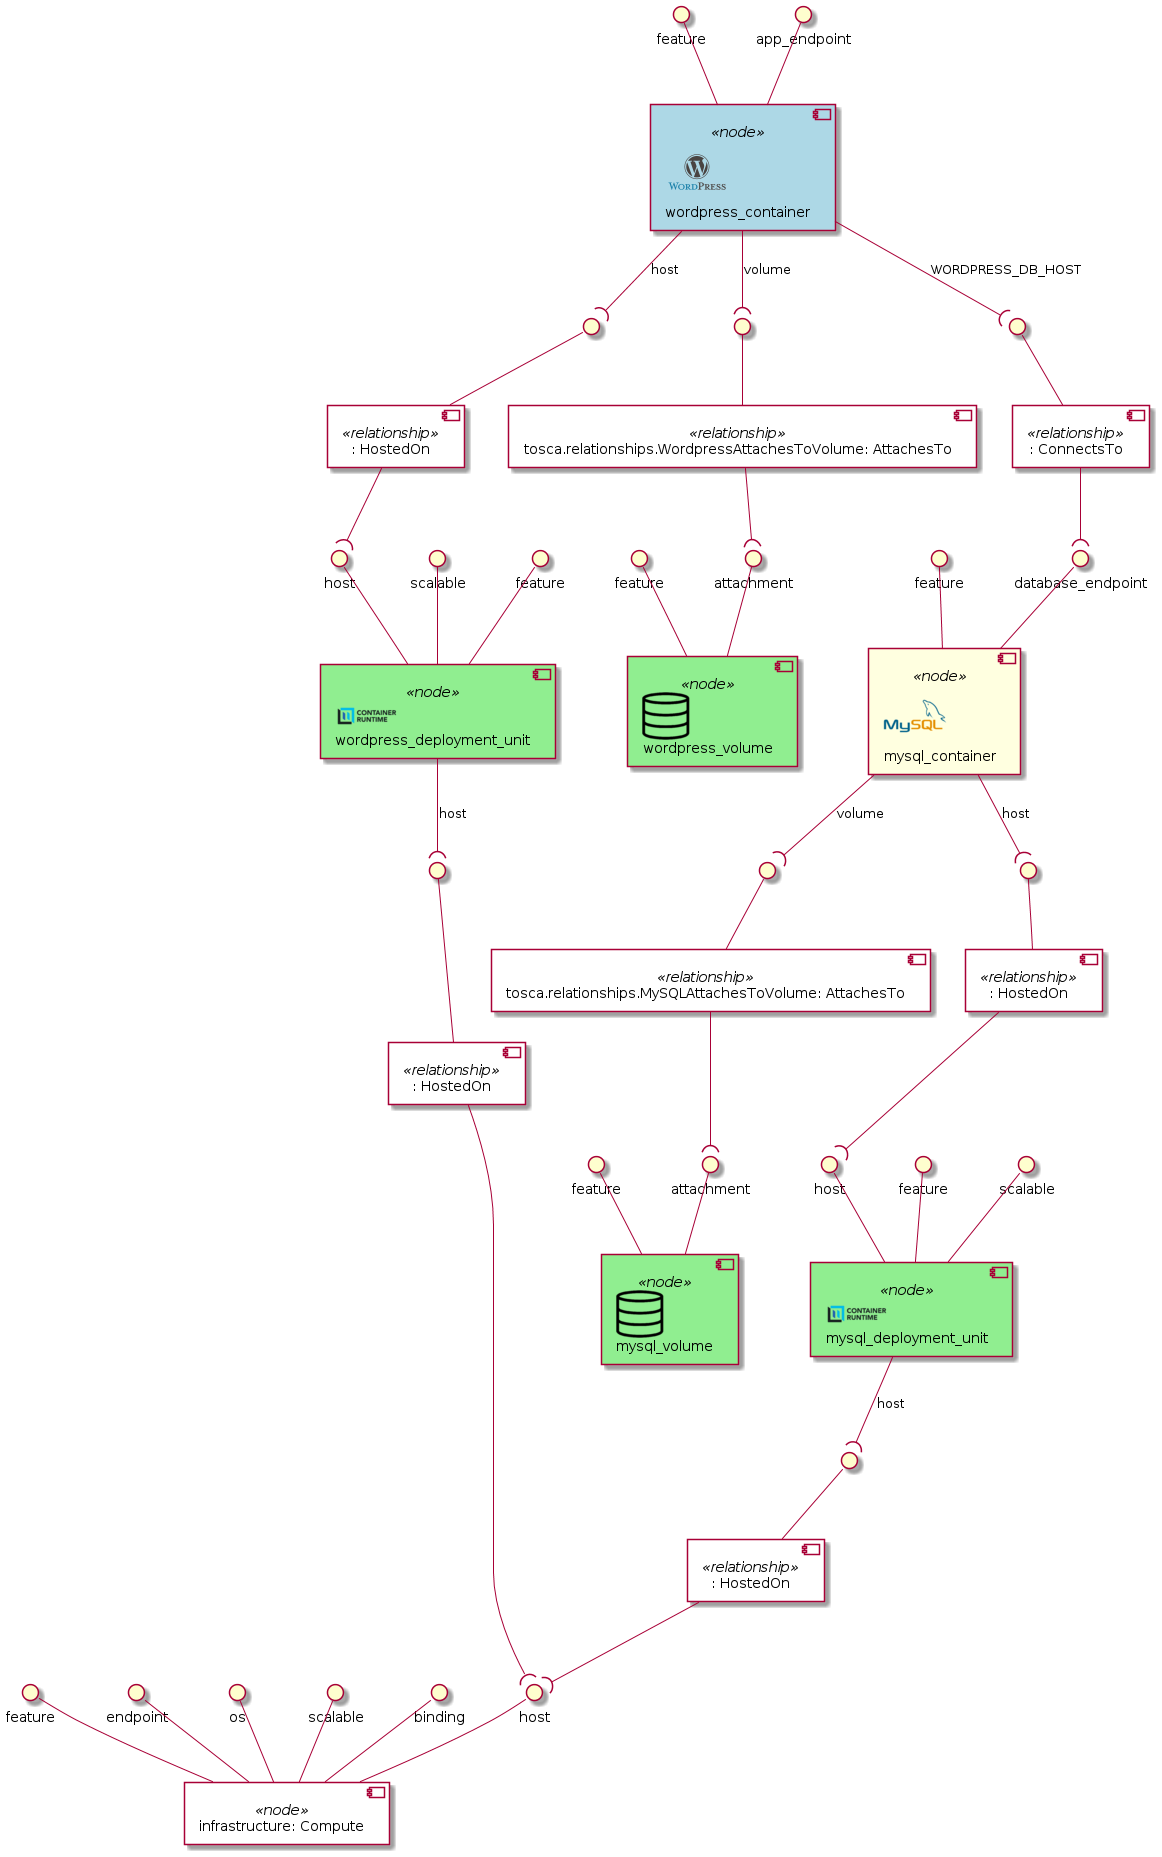 feature
app_endpoint
«node»
WORDPRESS
wordpress_container
host
volume
WORDPRESS_DB_HOST
«relationship»
: HostedOn
«relationship»
tosca.relationships.WordpressAttachesToVolume: AttachesTo
«relationship»
: ConnectsTo
host
scalable
feature
feature
attachment
feature
database_endpoint
«node»
CONTAINER
RUNTIME
wordpress_deployment_unit
«node»
wordpress_volume
«node»
MySQL
mysql_container
host
volume
host
«relationship»
tosca.relationships.MySQLAttachesToVolume: AttachesTo
«relationship»
: HostedOn
«relationship»
: HostedOn
feature
attachment
host
feature
scalable
«node»
mysql_volume
«node»
CONTAINER
RUNTIME
mysql_deployment_unit
host
«relationship»
: HostedOn
feature
endpoint
os
scalable
binding
host
«node»
infrastructure: Compute